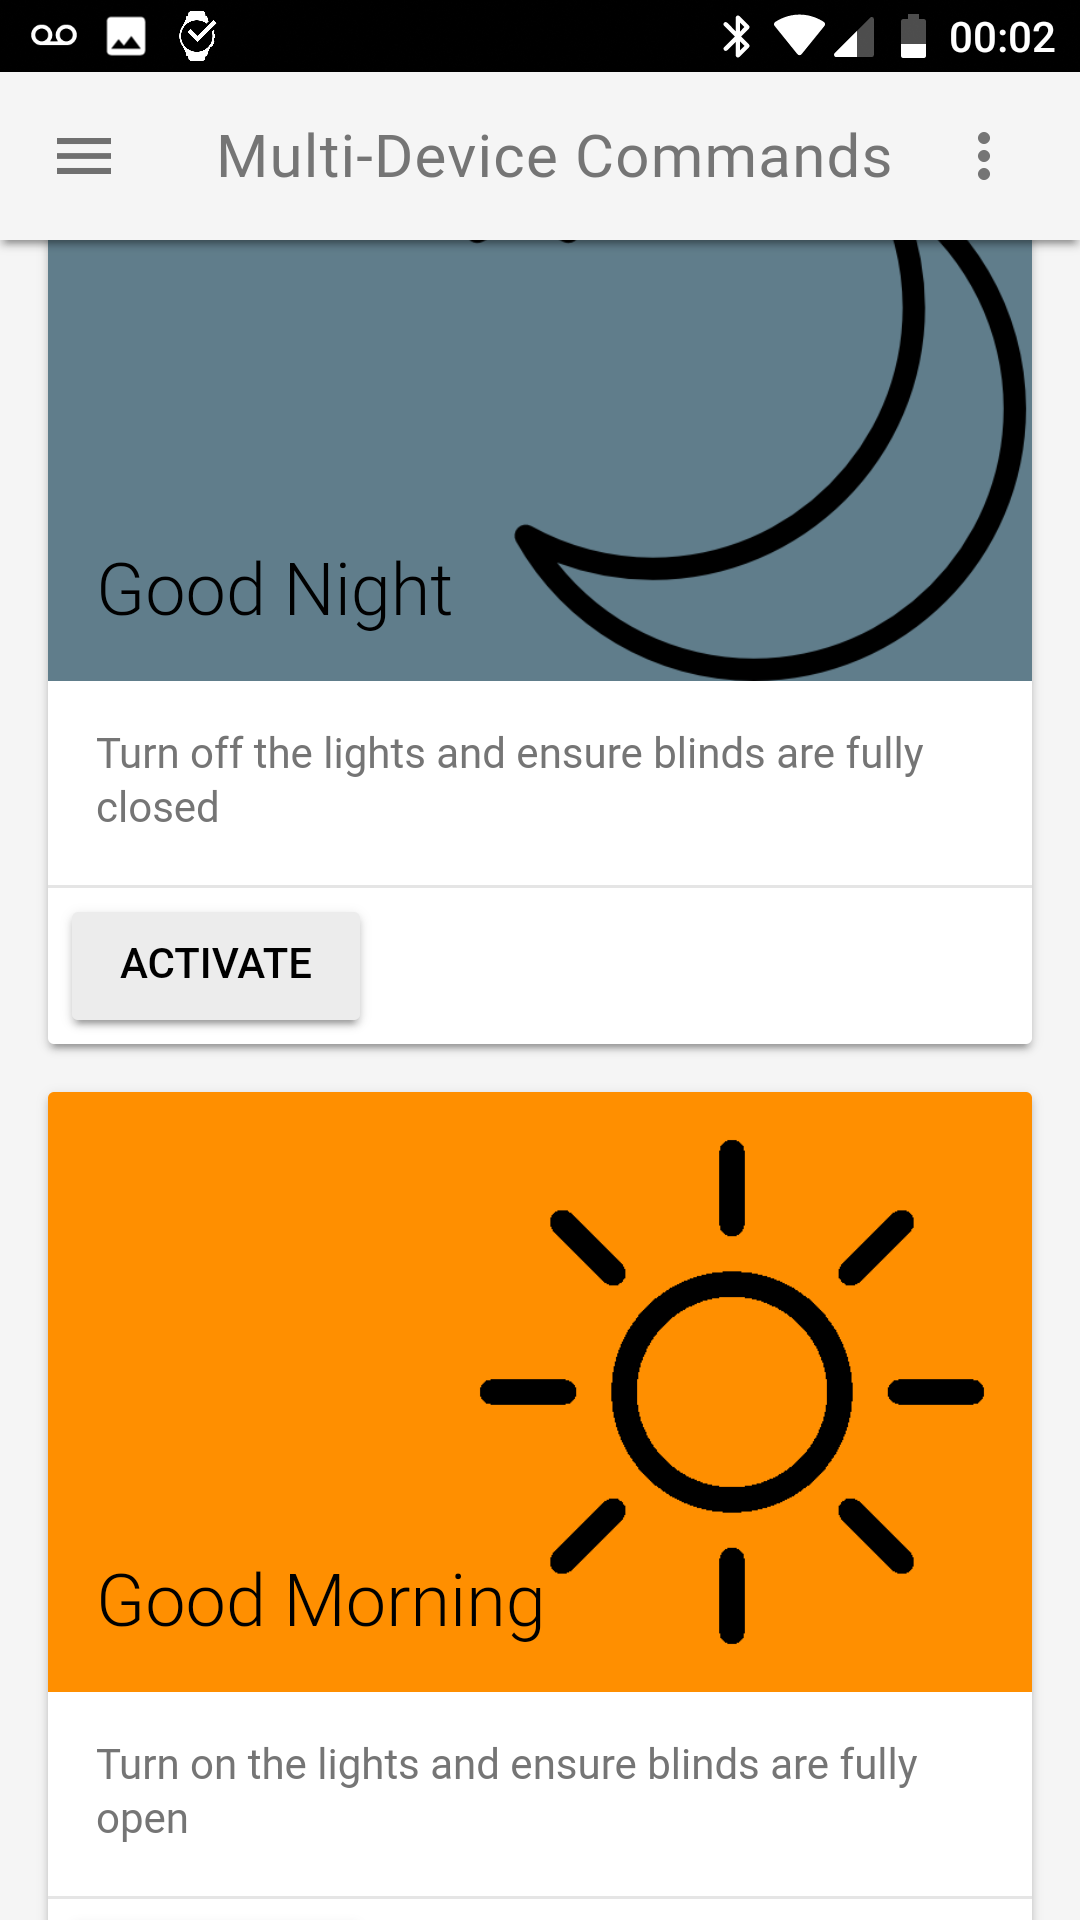 00:02
Multi-Device Commands
Good Night
Turn off the lights and ensure blinds are fully
closed
ACTIVATE
Good Morning
Turn on the lights and ensure blinds are fully
open